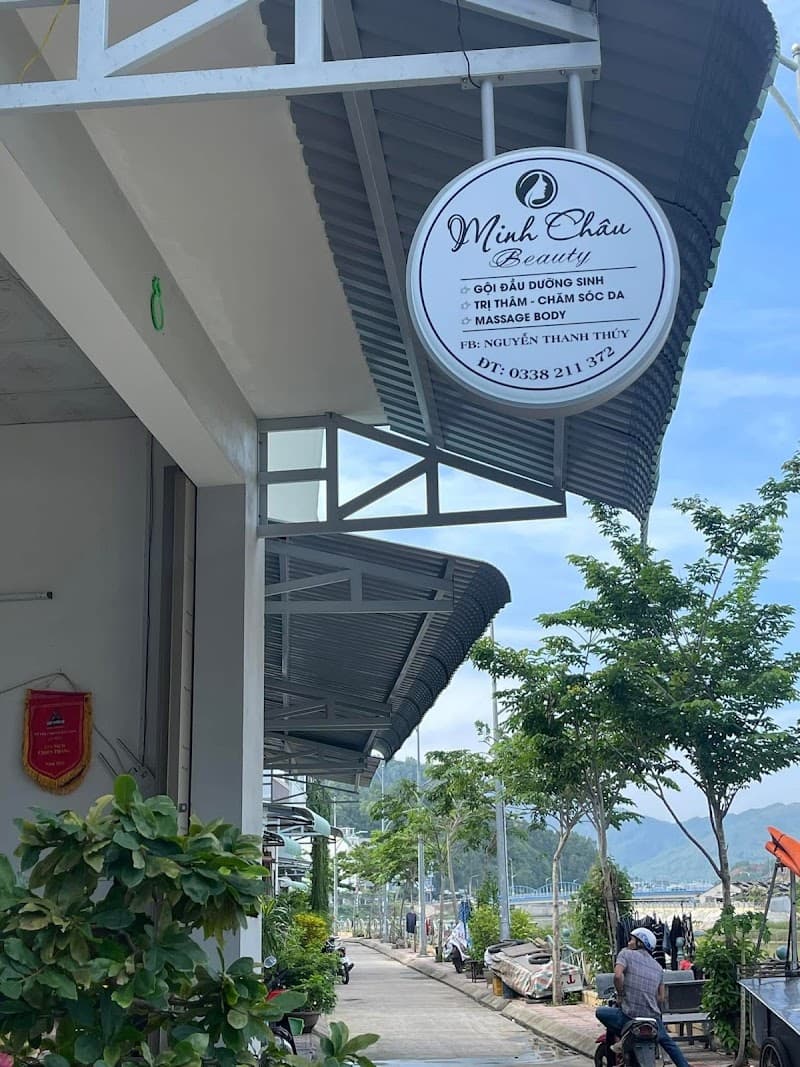 Minh Châu
Beauty
GỘI ĐẦU DƯỠNG SINH
TRỊ THÂM - CHĂM SÓC DA
MASSAGE BODY
FB: NGUYỄN THANH THÚY
ĐT: 0338 211 372